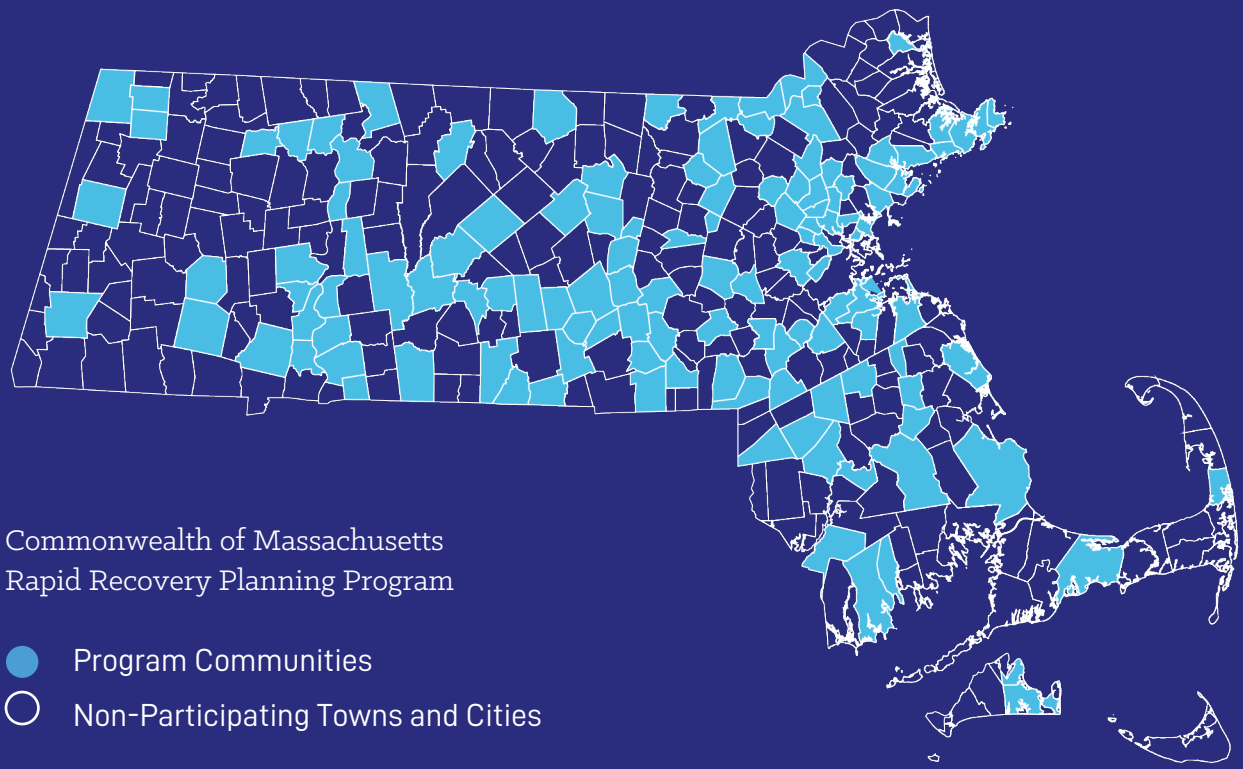 Commonwealth of Massachusetts
Rapid Recovery Planning Program
Program Communities
Non-Participating Towns and Cities